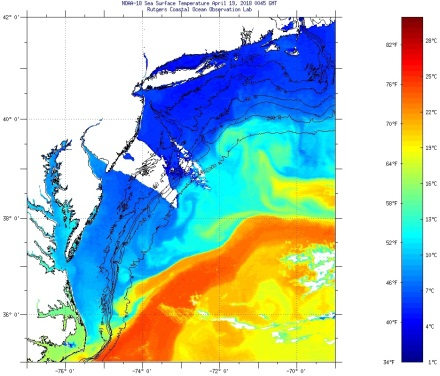 NOAA-18 Sea Surface Temperature April 19, 2018 0045 GMT
Rutgers Coastal Ocean Observation Lab
42° 0'
40° 0'
38° 0'
36° 0'
-76° 0'
-74° 0'
-72° 0'
-70° 0'
82°F
76°F
70°F
64°F
58°F
52°F
46°F
40°F
34°F
28°C
25°C
22°C
19°C
16°C
13°C
10°C
7°C
4°C
1°C